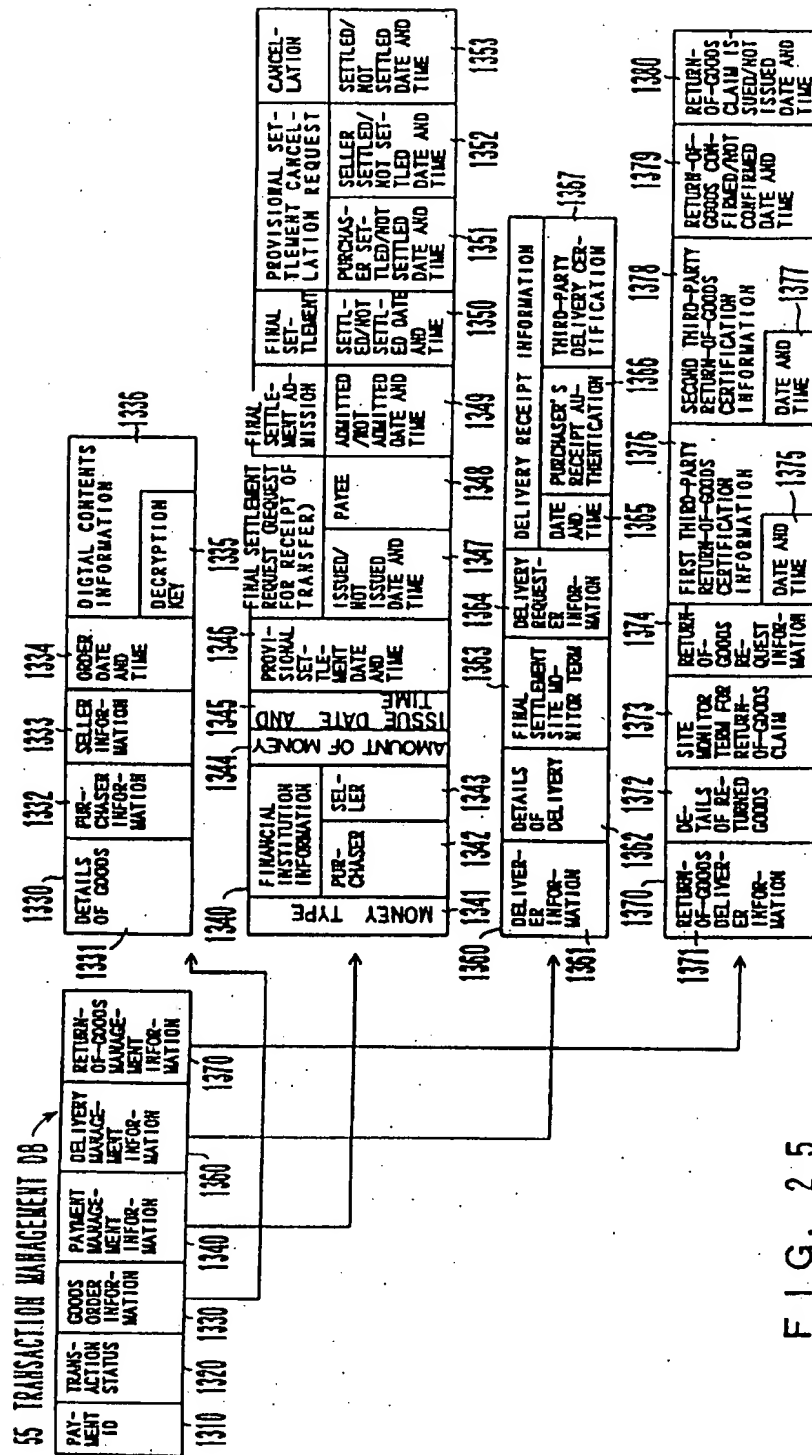 55 TRANSACTION MANAGEMENT DB
PAY-
MENT
ID
TRANS-
ACTION
STATUS
GOODS
ORDER
INFOR-
MATION
PAYMENT
MANAGE-
MENT
INFOR-
MATION
DELIVERY
MANAGE-
MENT
INFOR-
MATION
RETURN-
OF-GOODS
MANAGE-
MENT
INFOR-
MATION
1310
1320
1330
1340
1360
1370
1330
1331
DETAILS
OF GOODS
1332
PUR-
CHASER
INFOR-
MATION
1333
SELLER
INFOR-
MATION
1334
ORDER
DATE
AND
TIME
DIGTAL CONTENTS
INFORMATION
DECRYPTION
KEY
1335
1336
1340
MONEY TYPE
1341
FINANCIAL
INSTITUTION
INFORMATION
PUR-
CHASER
1342
SEL-
LER
1343
AMOUNT OF MONEY
1344
ISSUE DATE AND
TIME
1345
PROVI-
SIONAL
SET-
TLE-
MENT
DATE AND
TIME
1346
FINAL SETTLEMENT
REQUEST (REQUEST
FOR RECEIPT OF
TRANSFER)
ISSUED/
NOT
ISSUED
DATE AND
TIME
1347
PAYEE
1348
FINAL
SETTLE-
MENT AD-
MISSION
ADMITTED
/NOT
ADMITTED
DATE AND
TIME
1349
FINAL
SET-
TLEMENT
SETTL-
ED/NOT
SETTL-
ED DATE
AND
TIME
1350
PROVISIONAL SET-
TLEMENT CANCEL-
LATION REQUEST
PURCHAS-
ER SET-
TLED/NOT
SETTLED
DATE AND
TIME
1351
SELLER
SETTLED/
NOT SET-
TLED
DATE AND
TIME
1352
CANCEL-
LATION
SETTLED/
NOT
SETTLED
DATE AND
TIME
1353
1360
DELIVER-
ER
INFOR-
MATION
1361
DETAILS
OF
DELIVERY
1362
FINAL
SETTLEMENT
SITE MO-
NITOR TERM
1363
DELIVERY
REQUEST-
ER
INFOR-
MATION
1364
DELIVERY RECEIPT INFORMATION
DATE
AND.
TIME
1365
PURCHASER'S
RECEIPT AU-
THENTICATION
1366
THIRD-PARTY
DELIVERY CER-
TIFICATION
1367
1370
RETURN-
OF-GOODS
DELIVER-
ER
INFOR-
MATION
1371
DE-
TAILS
OF RE-
TURNED
GOODS
1372
SITE
MONITOR
TERM FOR
RETURN-
OF-GOODS
CLAIM
1373
RETURN-
OF-
GOODS
RE-
QUEST
INFOR-
MATION
1374
FIRST THIRD-PARTY
RETURN-OF-GOODS
CERTIFICATION
INFORMATION
DATE AND
TIME
1375
1376
SECOND THIRD-PARTY
RETURN-OF-GOODS
CERTIFICATION
INFORMATION
DATE AND
TIME
1377
1378
RETURN-OF-
GOODS CON-
FIRMED/NOT
CONFIRMED
DATE AND
TIME
1379
RETURN-
OF-GOODS
CLAIM IS-
SUED/NOT
ISSUED
DATE AND
TIME
1380
FIG. 25